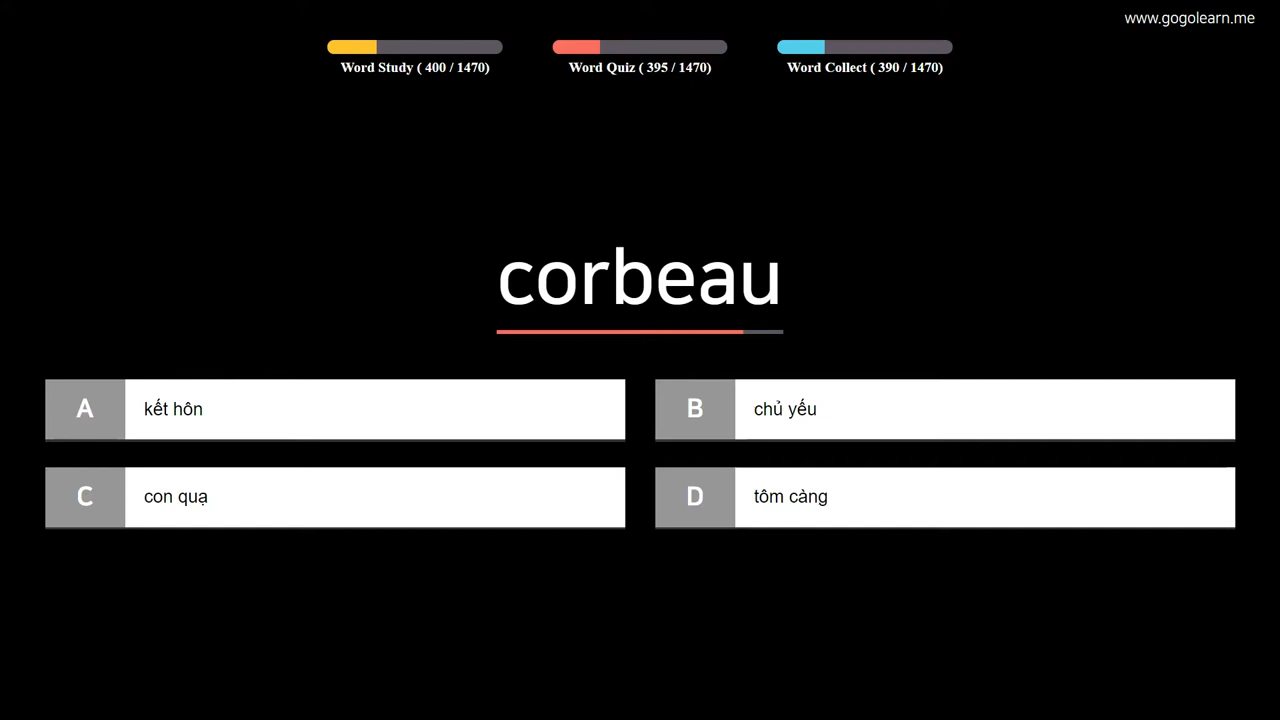 www.gogolearn.me
Word Study ( 400 / 1470)
Word Quiz ( 395 / 1470)
Word Collect ( 390 / 1470)
corbeau
A kết hôn
B chủ yếu
C con quạ
D tôm càng